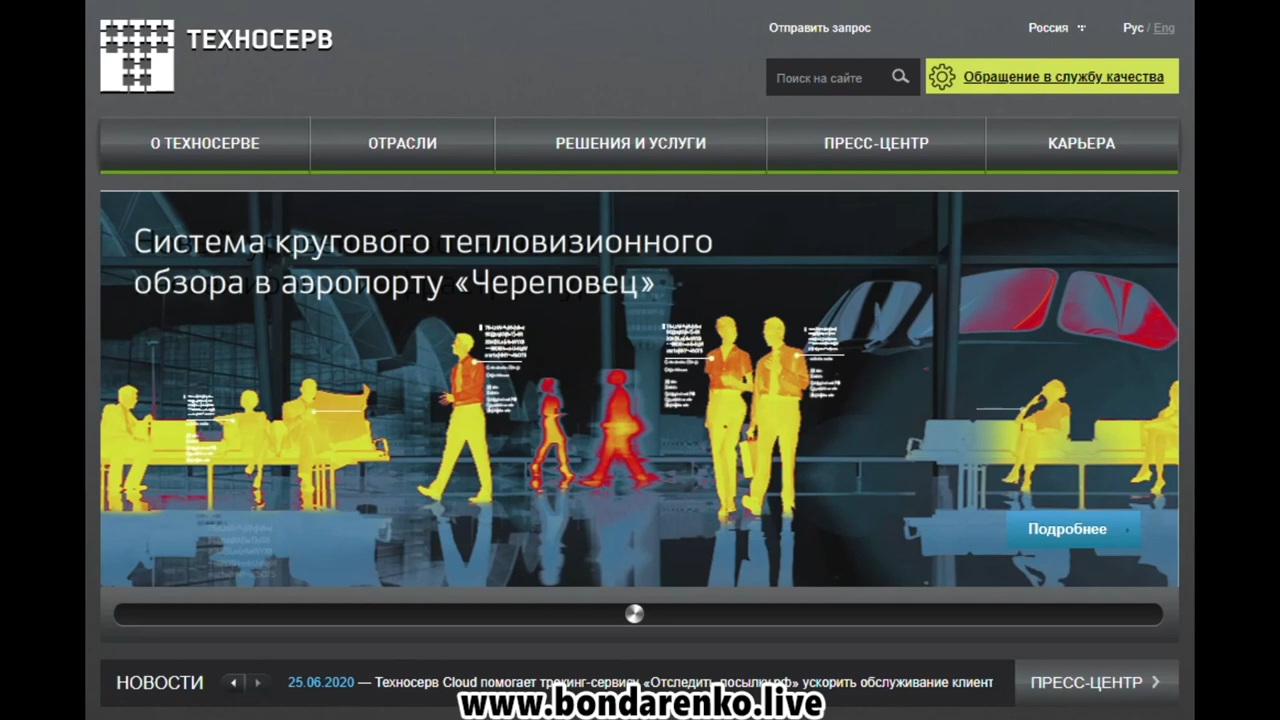 ТЕХНОСЕРВ
Отправить запрос
Россия
Рус / Eng
Поиск на сайте
Обращение в службу качества
О ТЕХНОСЕРВЕ
ОТРАСЛИ
РЕШЕНИЯ И УСЛУГИ
ПРЕСС-ЦЕНТР
КАРЬЕРА
Система кругового тепловизионного
обзора в аэропорту «Череповец»
Подробнее
НОВОСТИ
25.06.2020 — Техносерв Cloud помогает трекинг-сервису «Отследить-посылку.рф» ускорить обслуживание клиент
ПРЕСС-ЦЕНТР
www.bondarenko.live